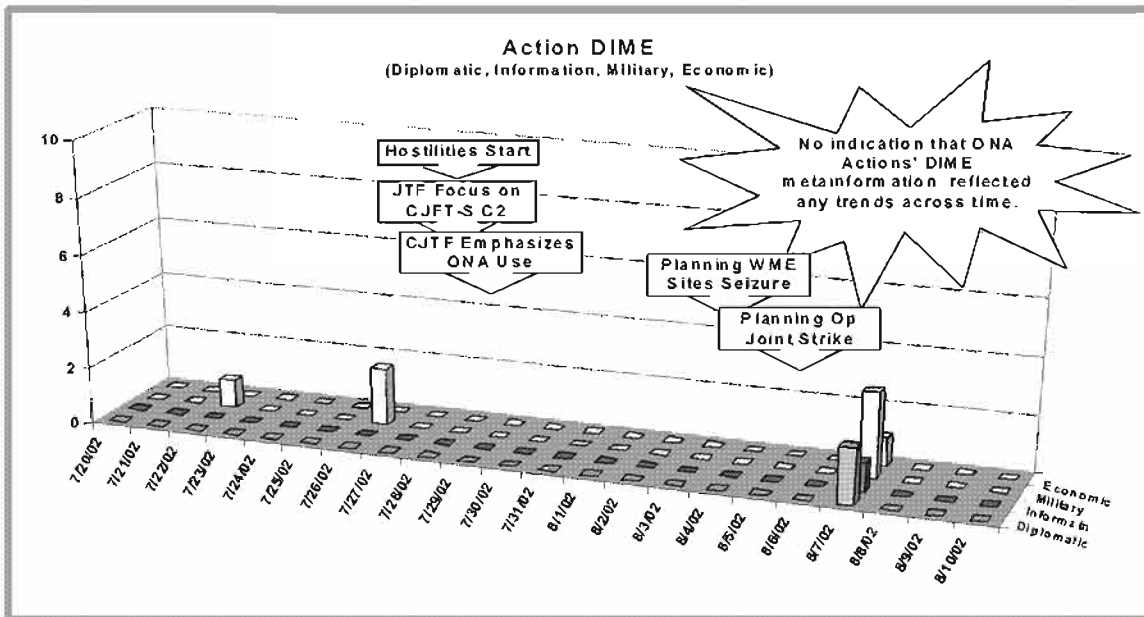 Action DIME
(Diplomatic, Information, Military, Economic)
No indication that ONA
Actions' DIME
metainformation reflected
any trends across time.
Hostilities Start
JTF Focus on
CJFT-S C2
CJTF Emphasizes
ONA Use
Planning WME
Sites Seizure
Planning Op
Joint Strike
10
8
6
4
2
0
7/20/02
7/21/02
7/22/02
7/23/02
7/24/02
7/25/02
7/26/02
7/27/02
7/28/02
7/29/02
7/30/02
7/31/02
8/1/02
8/2/02
8/3/02
8/4/02
8/5/02
8/6/02
8/7/02
8/8/02
8/9/02
8/10/02
Economic
Military
Informatn
Diplomatic